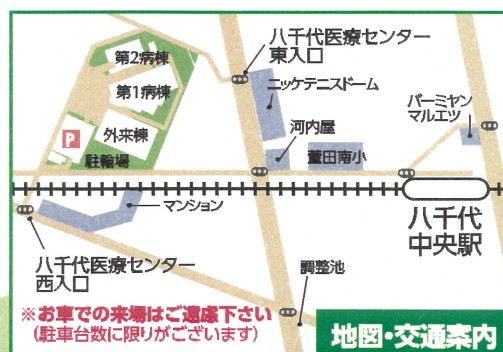 八千代医療センター
東入口
第2病棟
ニッケテニスドーム
第1病棟
バーミヤン
マルエツ
外来棟
河内屋
P
駐輪場
萱田南小
マンション
八千代
中央駅
八千代医療センター
西入口
調整池
※お車での来場はご遠慮下さい
(駐車台数に限りがございます)
地図・交通案内